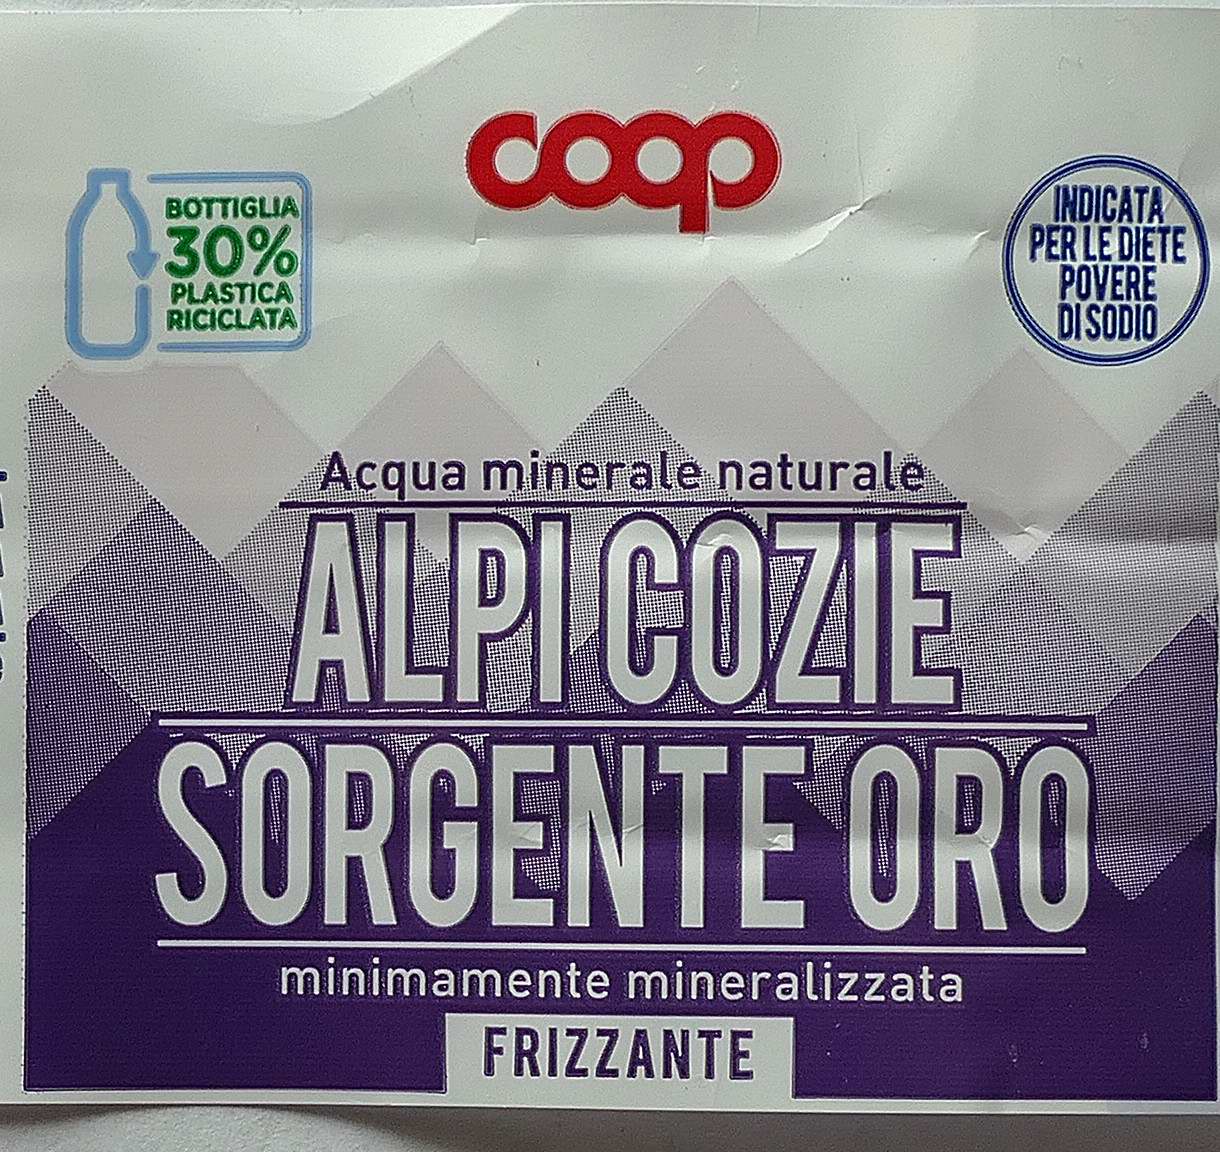 coop
BOTTIGLIA
30%
PLASTICA
RICICLATA
INDICATA
PER LE DIETE
POVERE
DI SODIO
Acqua minerale naturale
ALPI COZIE
SORGENTE ORO
minimamente mineralizzata
FRIZZANTE